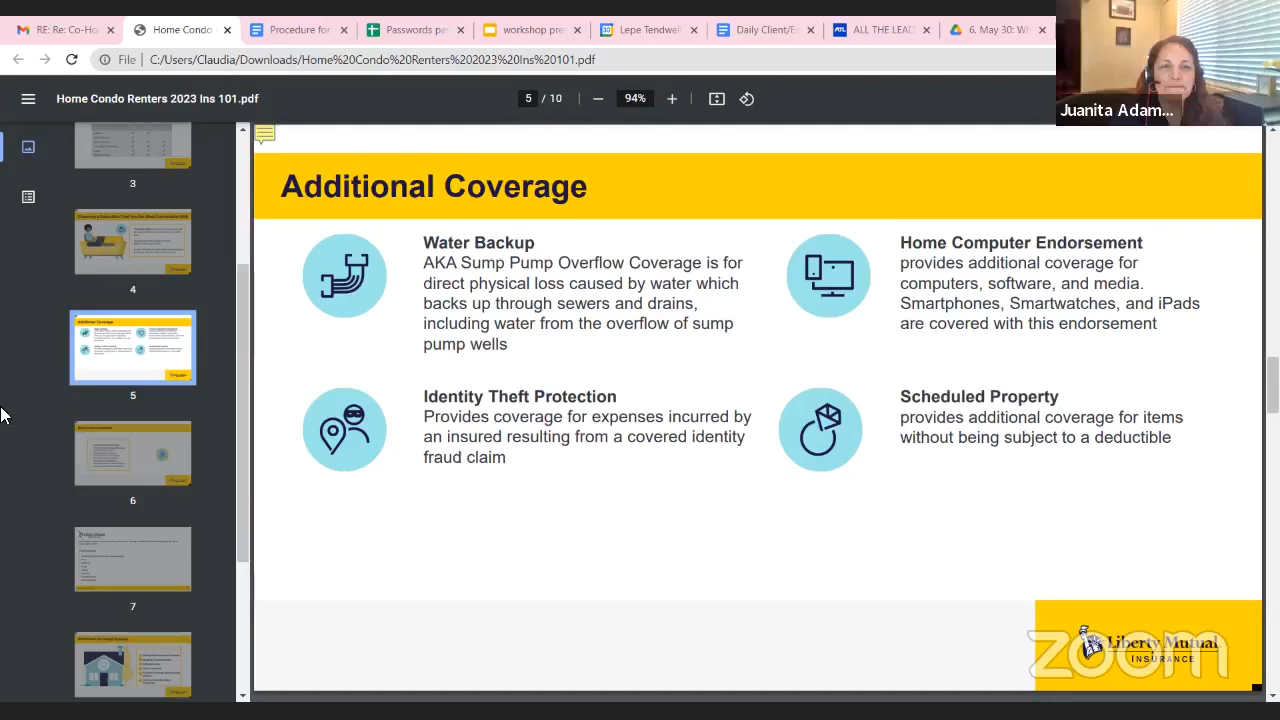 RE: Re: Co-Ho
Home Condo
Procedure for
Password pa
workshop pre
Lepe Tendwek
Daily Client/E
ATL ALL THE LEAD
6. May 30: W
File C:/Users/Claudia/Downloads/Home%20Condo%20Renters%202023%20Ins%20101.pdf
Juanita Adam...
Home Condo Renters 2023 Ins 101.pdf
5 / 10
94%
3
4
5
6
7
Additional Coverage
Water Backup
AKA Sump Pump Overflow Coverage is for
direct physical loss caused by water which
backs up through sewers and drains,
including water from the overflow of sump
pump wells
Home Computer Endorsement
provides additional coverage for
computers, software, and media.
Smartphones, Smartwatches, and iPads
are covered with this endorsement
Identity Theft Protection
Provides coverage for expenses incurred by
an insured resulting from a covered identity
fraud claim
Scheduled Property
provides additional coverage for items
without being subject to a deductible
Liberty Mutual
INSURANCE
zoom